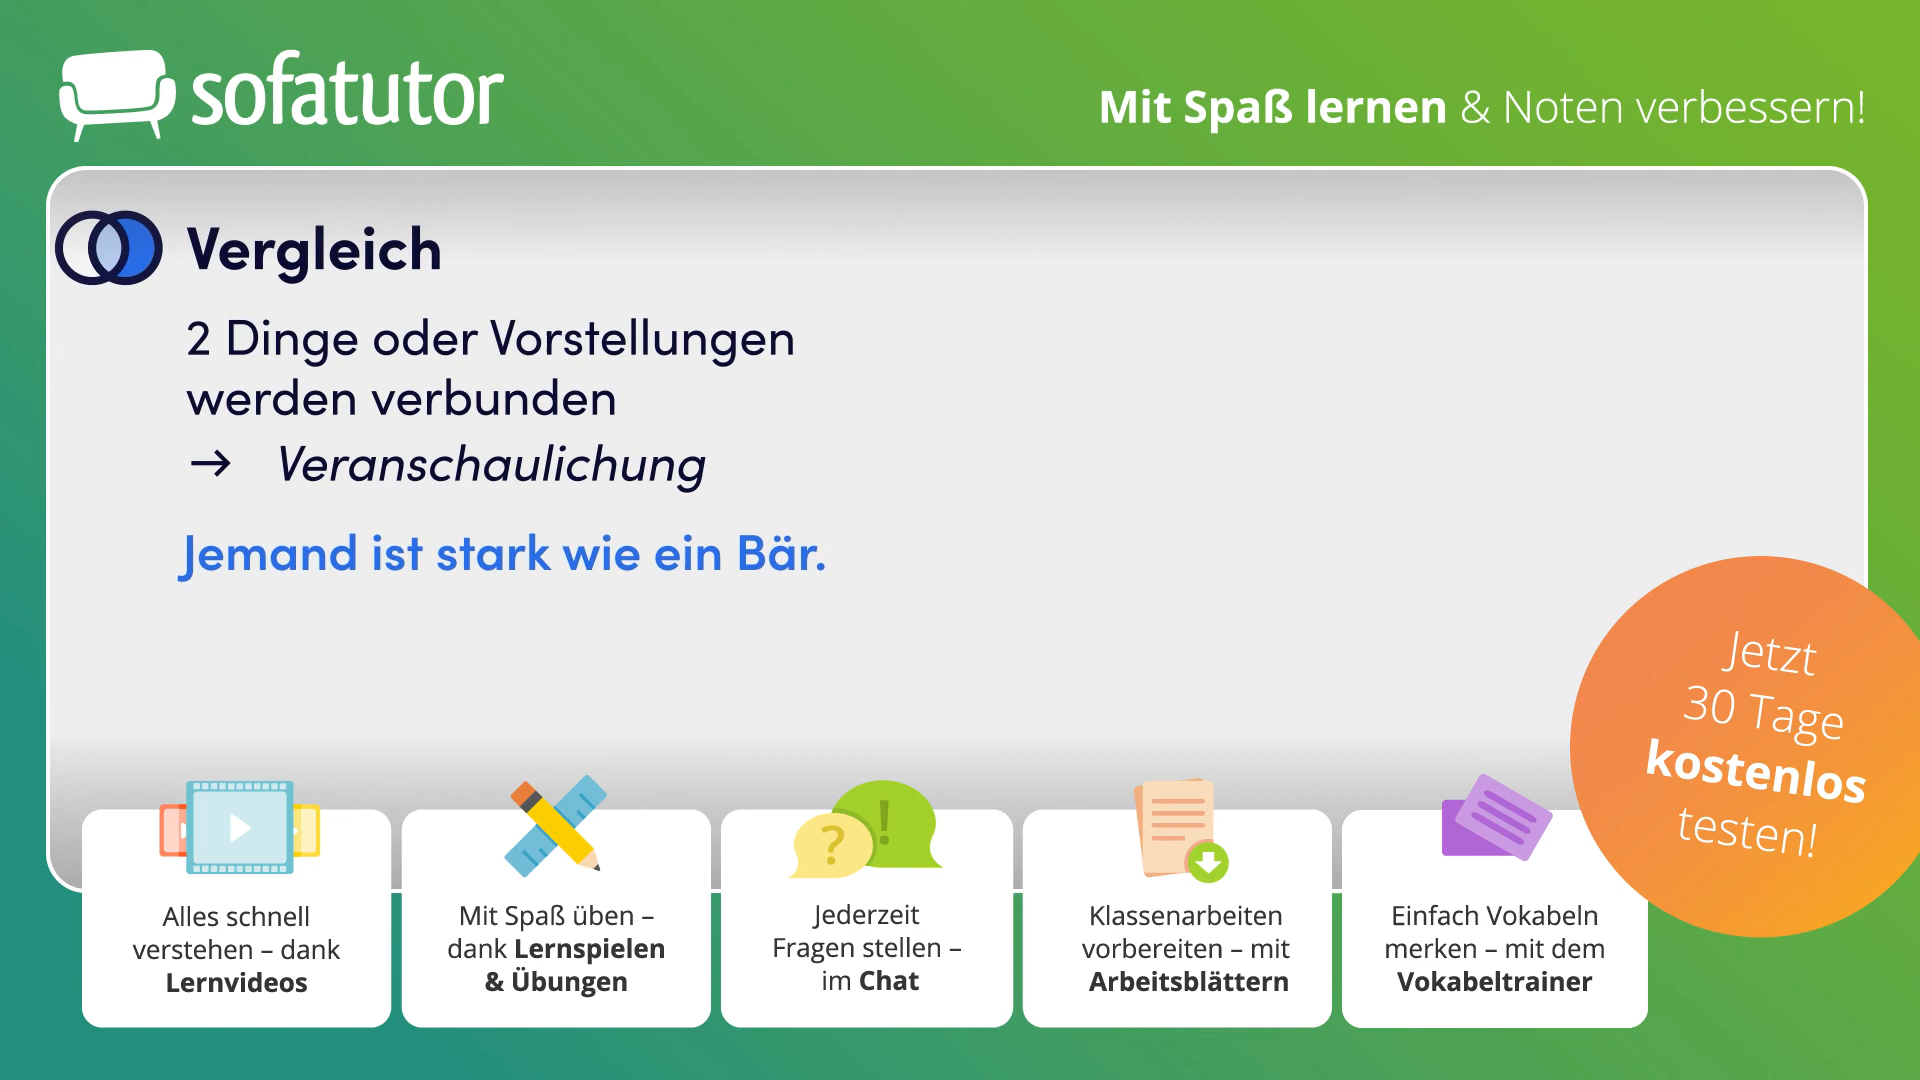 sofatutor
Mit Spaß lernen & Noten verbessern!
Vergleich
2 Dinge oder Vorstellungen
werden verbunden
→ Veranschaulichung
Jemand ist stark wie ein Bär.
Jetzt
30 Tage
kostenlos
testen!
Alles schnell
verstehen – dank
Lernvideos
Mit Spaß üben –
dank Lernspielen
& Übungen
? !
Jederzeit
Fragen stellen –
im Chat
Klassenarbeiten
vorbereiten – mit
Arbeitsblättern
Einfach Vokabeln
merken – mit dem
Vokabeltrainer